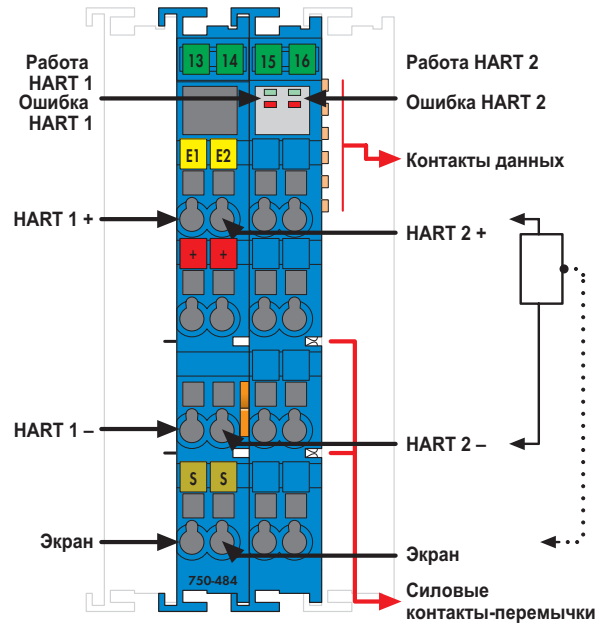 13 14 15 16
Работа
HART 1
Ошибка
HART 1
Работа HART 2
Ошибка HART 2
Контакты данных
E1 E2
HART 1 +
HART 2 +
+ +
HART 1 –
HART 2 –
S S
Экран
Экран
750-484
Силовые
контакты-перемычки